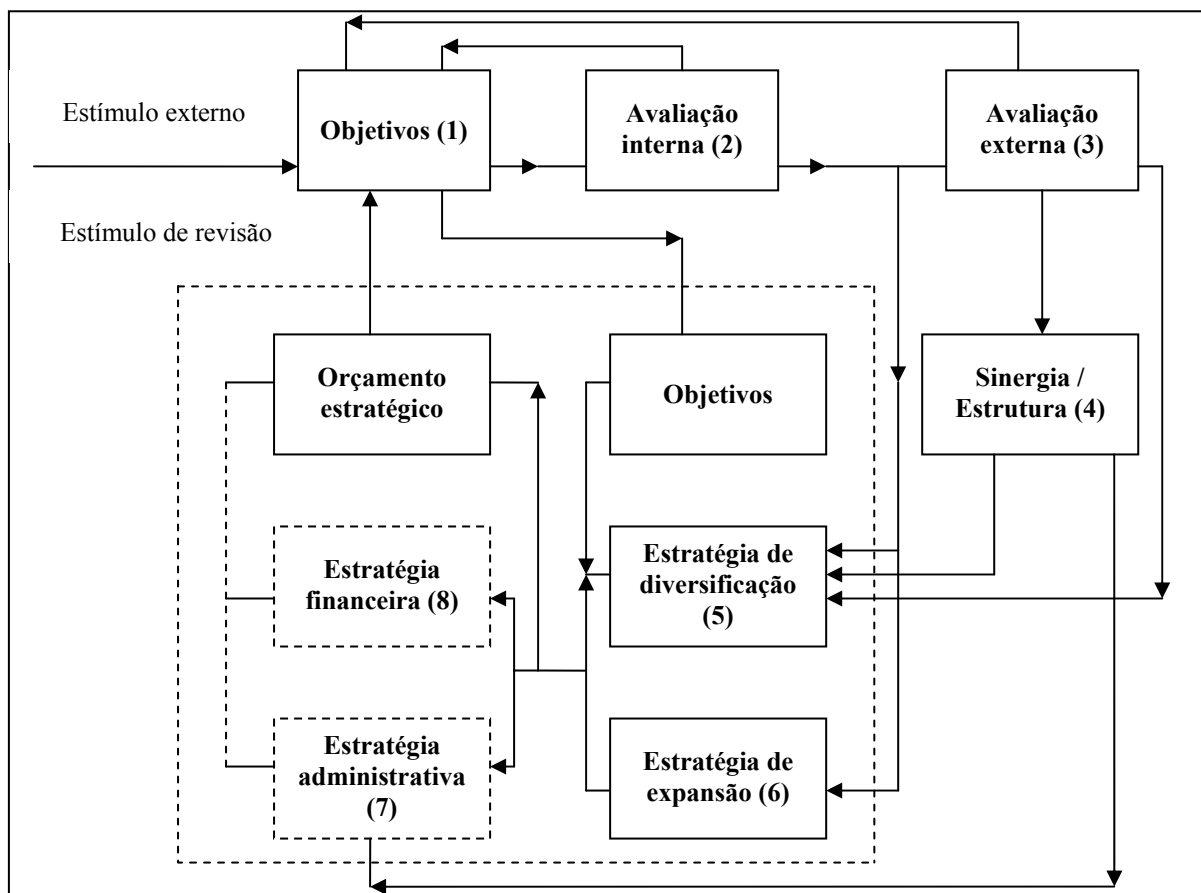 Estímulo externo
Objetivos (1)
Avaliação
interna (2)
Avaliação
externa (3)
Estímulo de revisão
Orçamento
estratégico
Objetivos
Sinergia /
Estrutura (4)
Estratégia
financeira (8)
Estratégia de
diversificação
(5)
Estratégia
administrativa
(7)
Estratégia de
expansão (6)